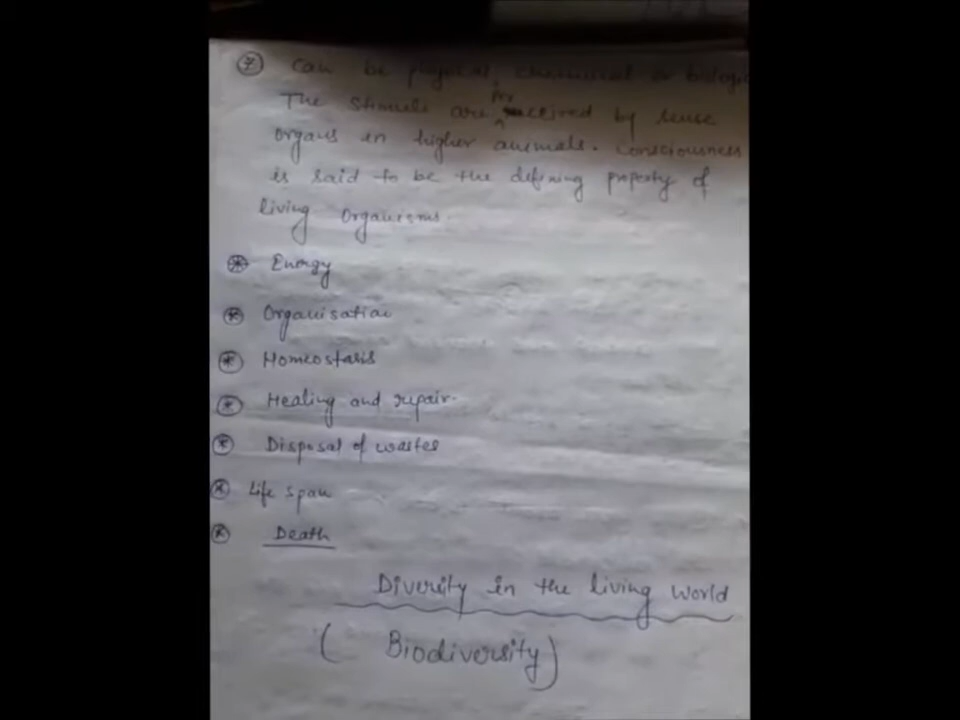 ⑦ Can be physical, chemical or biologic
The stimuli are perceived by sense
organs in higher animals. Consciousness
is said to be the defining property of
living organisms.
Energy
Organisation
Homeostasis
Healing and repair.
Disposal of wastes
Life span
Death
Diversity in the living world
( Biodiversity )